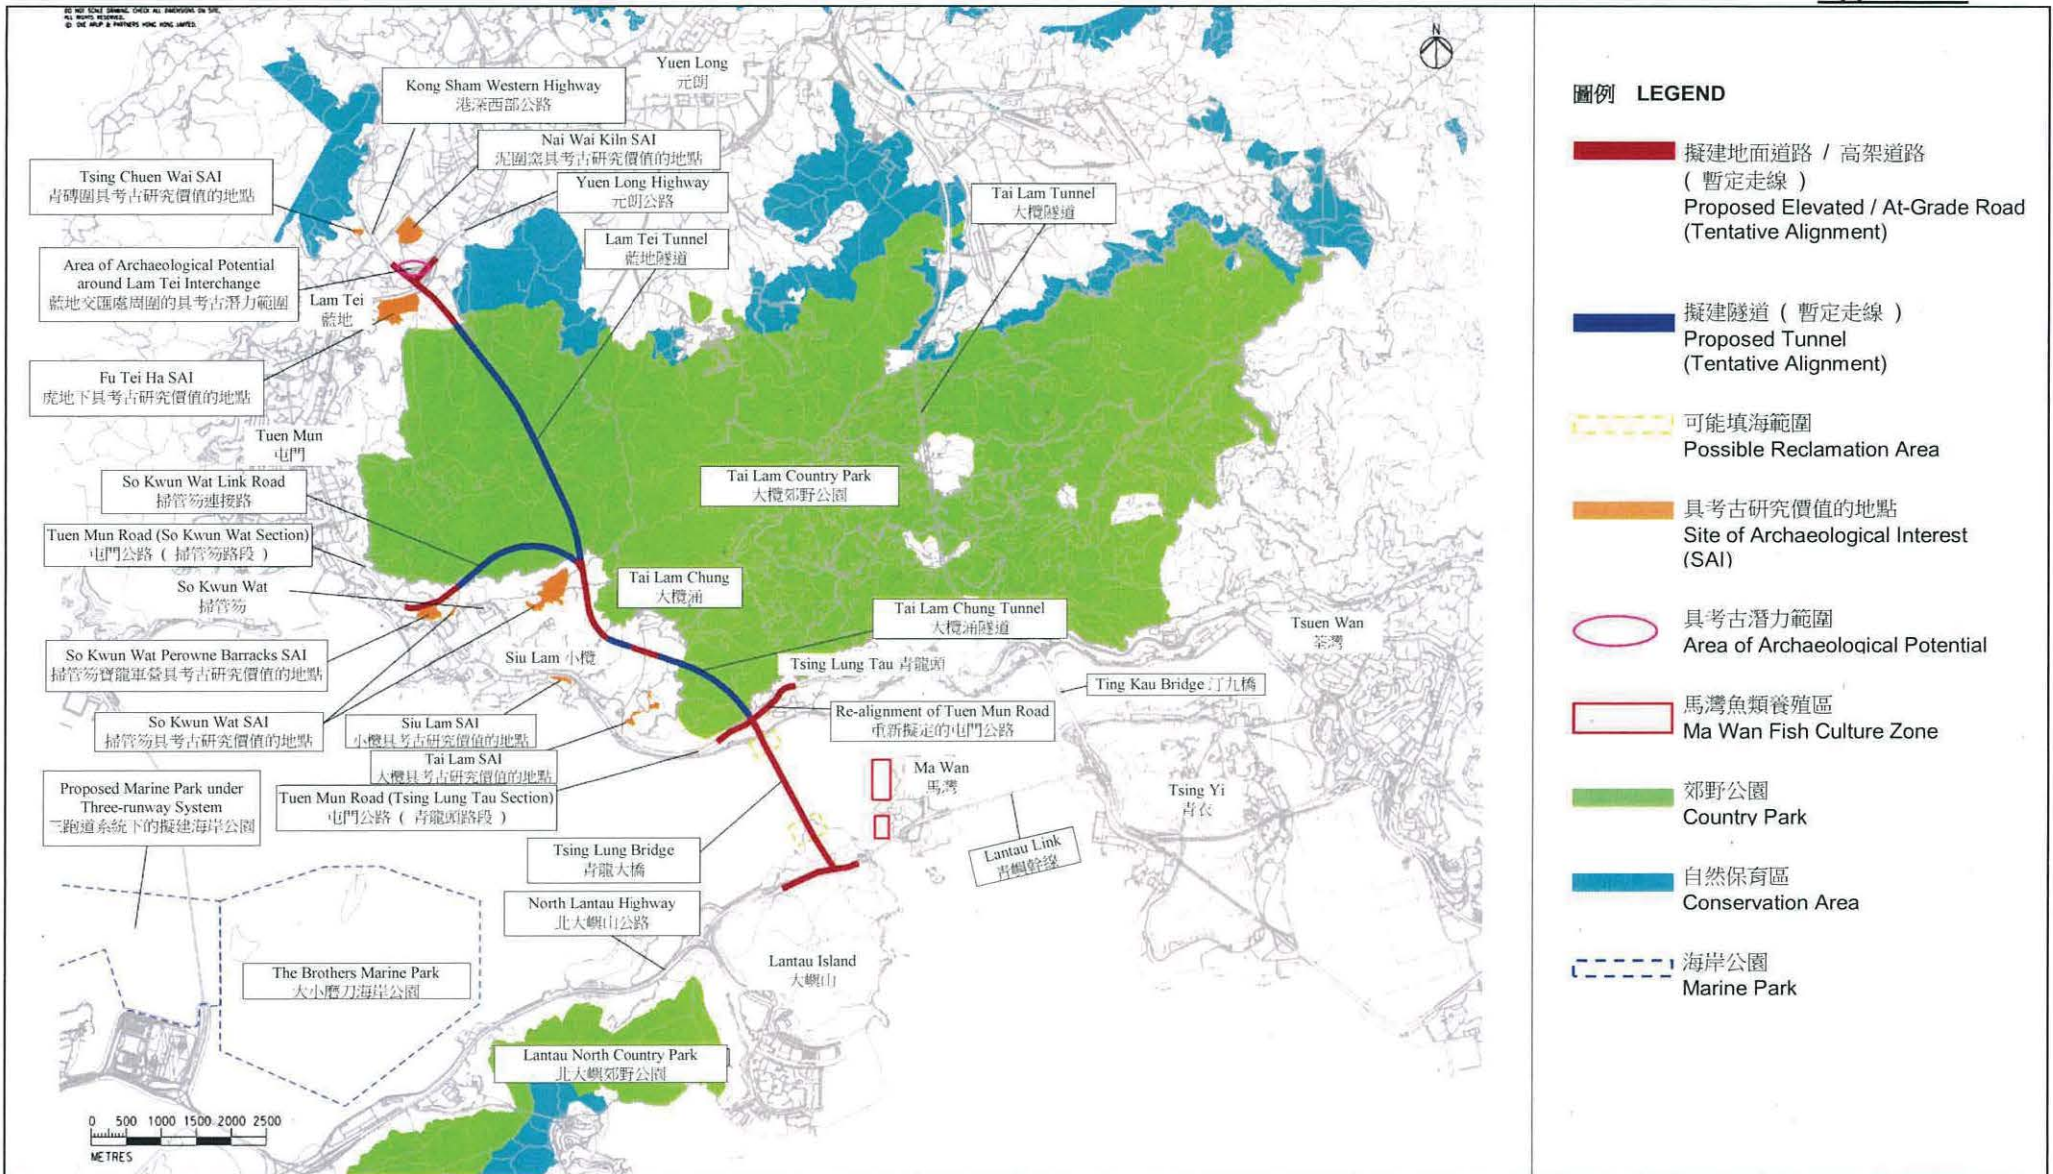 DO NOT SCALE DRAWING. CHECK ALL DIMENSIONS ON SITE.
ALL RIGHTS RESERVED.
© OVE ARUP & PARTNERS HONG KONG LIMITED.
N
Yuen Long
元朗
Kong Sham Western Highway
港深西部公路
Nai Wai Kiln SAI
泥圍窰具考古研究價值的地點
Tsing Chuen Wai SAI
青磚圍具考古研究價值的地點
Yuen Long Highway
元朗公路
Tai Lam Tunnel
大欖隧道
Lam Tei Tunnel
藍地隧道
Area of Archaeological Potential
around Lam Tei Interchange
藍地交匯處周圍的具考古潛力範圍
Lam Tei
藍地
Fu Tei Ha SAI
虎地下具考古研究價值的地點
Tuen Mun
屯門
So Kwun Wat Link Road
掃管笏連接路
Tai Lam Country Park
大欖郊野公園
Tuen Mun Road (So Kwun Wat Section)
屯門公路 ( 掃管笏路段 )
So Kwun Wat
掃管笏
Tai Lam Chung
大欖涌
Tai Lam Chung Tunnel
大欖涌隧道
Tsuen Wan
荃灣
So Kwun Wat Perowne Barracks SAI
掃管笏寶龍軍營具考古研究價值的地點
Siu Lam 小欖
Tsing Lung Tau 青龍頭
Ting Kau Bridge 汀九橋
So Kwun Wat SAI
掃管笏具考古研究價值的地點
Siu Lam SAI
小欖具考古研究價值的地點
Re-alignment of Tuen Mun Road
重新擬定的屯門公路
Tai Lam SAI
大欖具考古研究價值的地點
Ma Wan
馬灣
Tsing Yi
青衣
Proposed Marine Park under
Three-runway System
三跑道系統下的擬建海岸公園
Tuen Mun Road (Tsing Lung Tau Section)
屯門公路 ( 青龍頭路段 )
Tsing Lung Bridge
青龍大橋
Lantau Link
青嶼幹線
North Lantau Highway
北大嶼山公路
Lantau Island
大嶼山
The Brothers Marine Park
大小磨刀海岸公園
Lantau North Country Park
北大嶼郊野公園
0 500 1000 1500 2000 2500
METRES
圖例 LEGEND
擬建地面道路 / 高架道路
( 暫定走線 )
Proposed Elevated / At-Grade Road
(Tentative Alignment)
擬建隧道 ( 暫定走線 )
Proposed Tunnel
(Tentative Alignment)
可能填海範圍
Possible Reclamation Area
具考古研究價值的地點
Site of Archaeological Interest
(SAI)
具考古潛力範圍
Area of Archaeological Potential
馬灣魚類養殖區
Ma Wan Fish Culture Zone
郊野公園
Country Park
自然保育區
Conservation Area
海岸公園
Marine Park